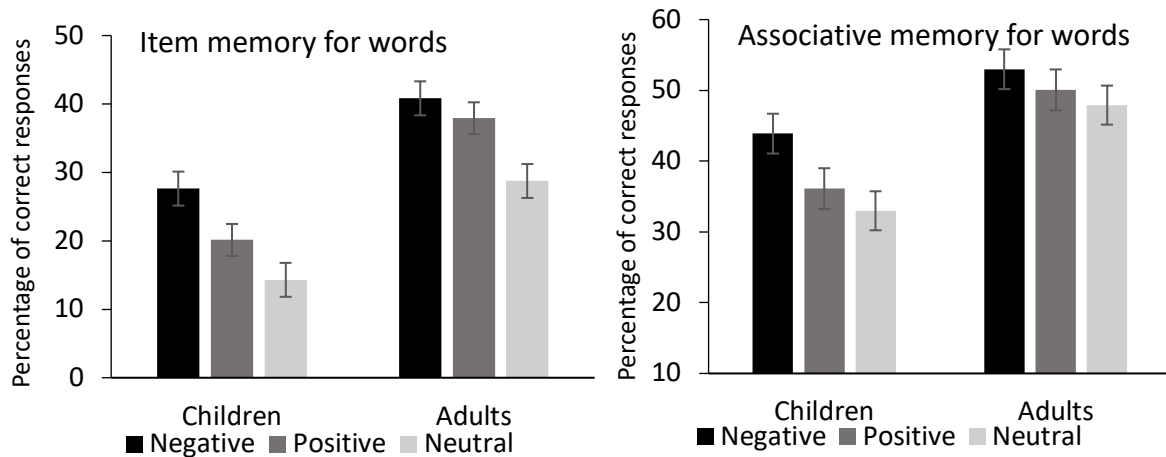 Item memory for words
Percentage of correct responses
50
40
30
20
10
0
Children Adults
Negative Positive Neutral
Associative memory for words
Percentage of correct responses
60
50
40
30
20
10
Children Adults
Negative Positive Neutral